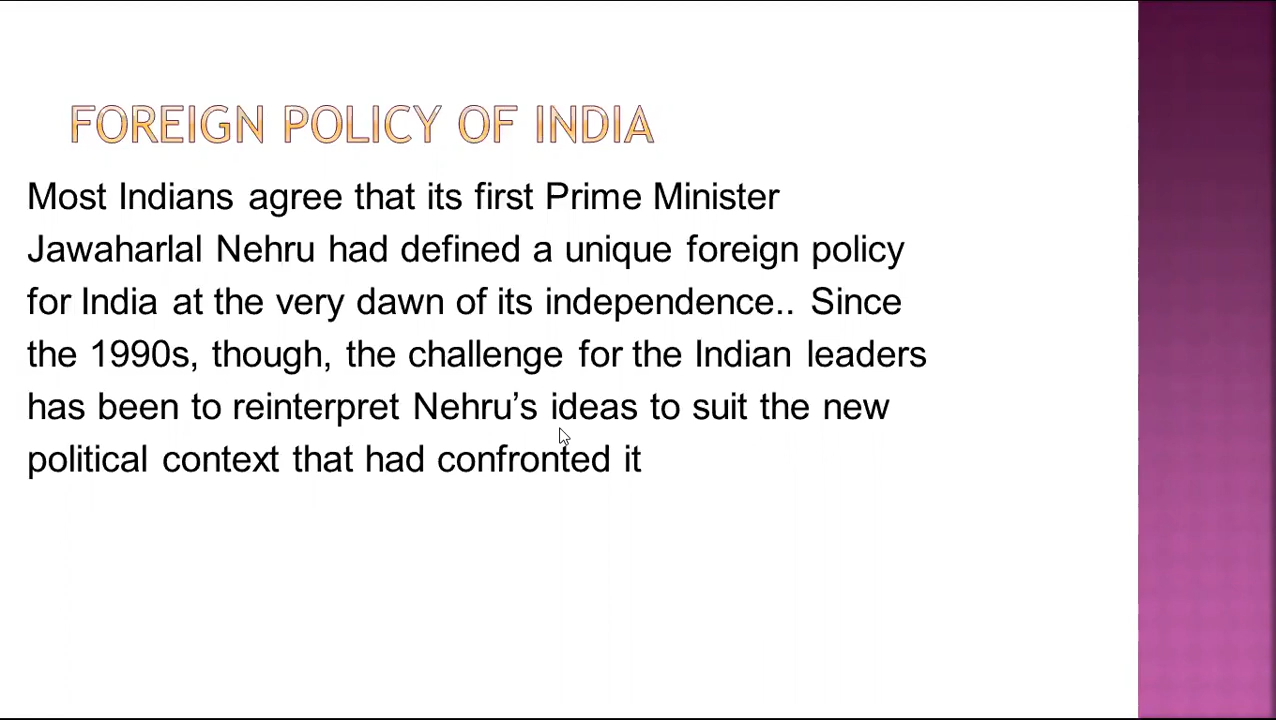 FOREIGN POLICY OF INDIA
Most Indians agree that its first Prime Minister
Jawaharlal Nehru had defined a unique foreign policy
for India at the very dawn of its independence.. Since
the 1990s, though, the challenge for the Indian leaders
has been to reinterpret Nehru’s ideas to suit the new
political context that had confronted it